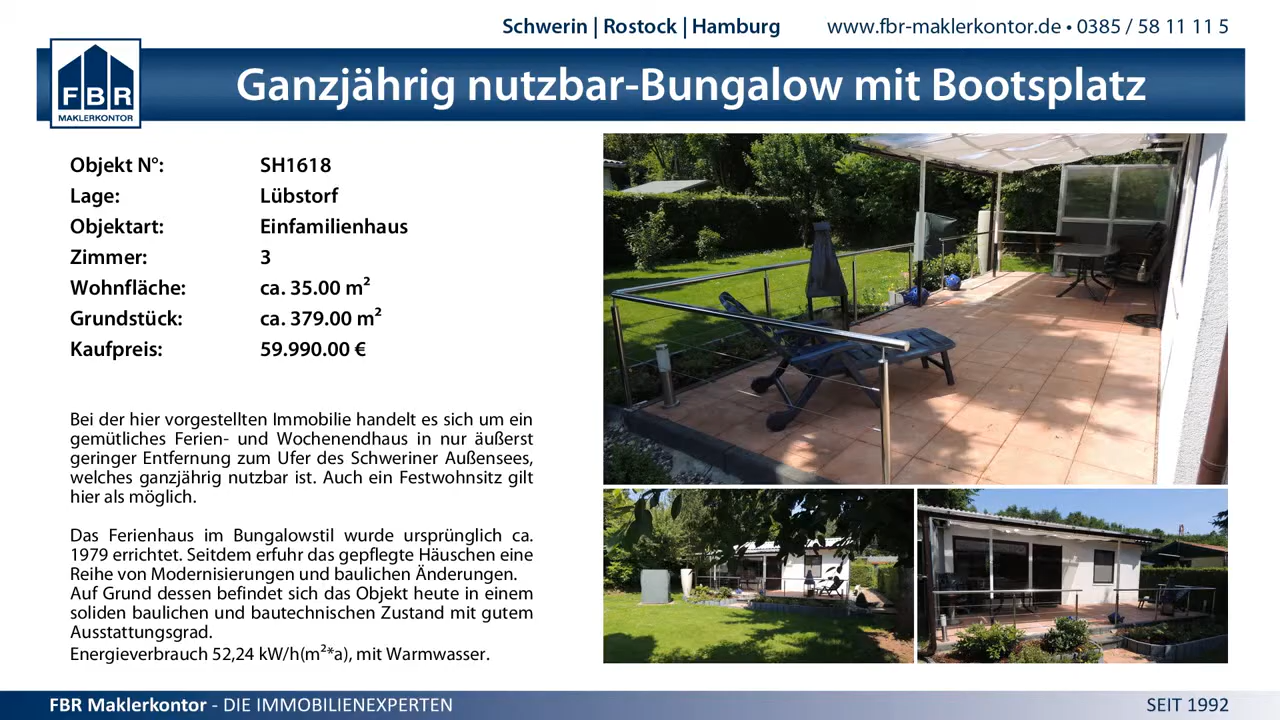 Schwerin | Rostock | Hamburg www.fbr-maklerkontor.de • 0385 / 58 11 11 5
FBR
MAKLERKONTOR
Ganzjährig nutzbar-Bungalow mit Bootsplatz
Objekt N°: SH1618
Lage: Lübstorf
Objektart: Einfamilienhaus
Zimmer: 3
Wohnfläche: ca. 35.00 m²
Grundstück: ca. 379.00 m²
Kaufpreis: 59.990.00 €
Bei der hier vorgestellten Immobilie handelt es sich um ein
gemütliches Ferien- und Wochenendhaus in nur äußerst
geringer Entfernung zum Ufer des Schweriner Außensees,
welches ganzjährig nutzbar ist. Auch ein Festwohnsitz gilt
hier als möglich.
Das Ferienhaus im Bungalowstil wurde ursprünglich ca.
1979 errichtet. Seitdem erfuhr das gepflegte Häuschen eine
Reihe von Modernisierungen und baulichen Änderungen.
Auf Grund dessen befindet sich das Objekt heute in einem
soliden baulichen und bautechnischen Zustand mit gutem
Ausstattungsgrad.
Energieverbrauch 52,24 kW/h(m²*a), mit Warmwasser.
FBR Maklerkontor - DIE IMMOBILIENEXPERTEN SEIT 1992